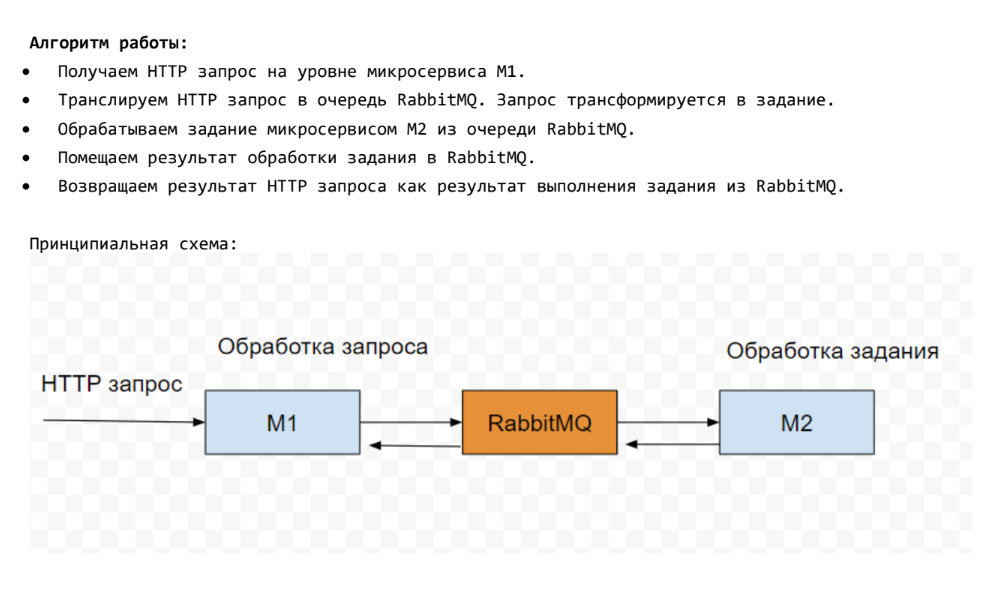 Алгоритм работы:
• Получаем HTTP запрос на уровне микросервиса M1.
• Транслируем HTTP запрос в очередь RabbitMQ. Запрос трансформируется в задание.
• Обрабатываем задание микросервисом M2 из очереди RabbitMQ.
• Помещаем результат обработки задания в RabbitMQ.
• Возвращаем результат HTTP запроса как результат выполнения задания из RabbitMQ.
Принципиальная схема:
Обработка запроса
Обработка задания
HTTP запрос
M1
RabbitMQ
M2